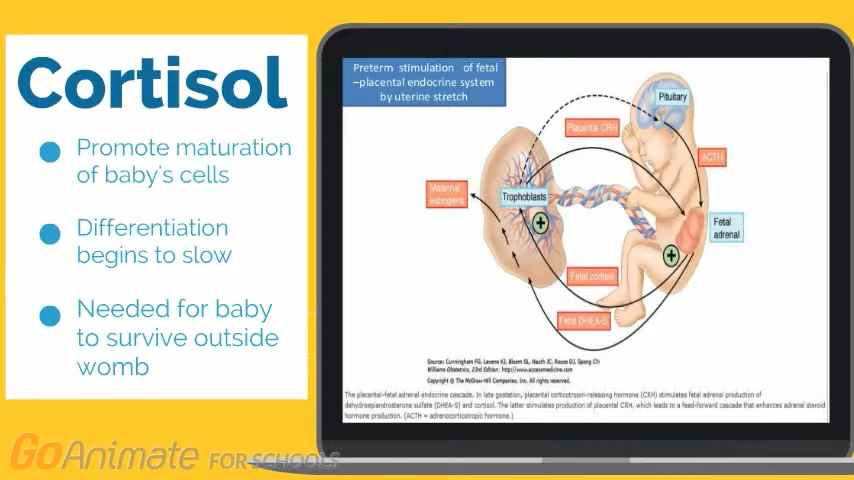 Cortisol
Promote maturation
of baby's cells
Differentiation
begins to slow
Needed for baby
to survive outside
womb
Preterm stimulation of fetal
–placental endocrine system
by uterine stretch
Pituitary
Placental CRH
ACTH
Maternal
estrogens
Trophoblasts
Fetal
adrenal
+
+
Fetal cortisol
Fetal DHEA-S
Source: Cunningham FG, Leveno KJ, Bloom SL, Hauth JC, Rouse DJ, Spong CY:
Williams Obstetrics, 23rd Edition: http://www.accessmedicine.com
Copyright © The McGraw-Hill Companies, Inc. All rights reserved.
The placental–fetal adrenal endocrine cascade. In late gestation, placental corticotropin-releasing hormone (CRH) stimulates fetal adrenal production of
dehydroepiandrosterone sulfate (DHEA-S) and cortisol. The latter stimulates production of placental CRH, which leads to a feed-forward cascade that enhances adrenal steroid
hormone production. (ACTH = adrenocorticotropic hormone.)
GoAnimate FOR SCHOOLS